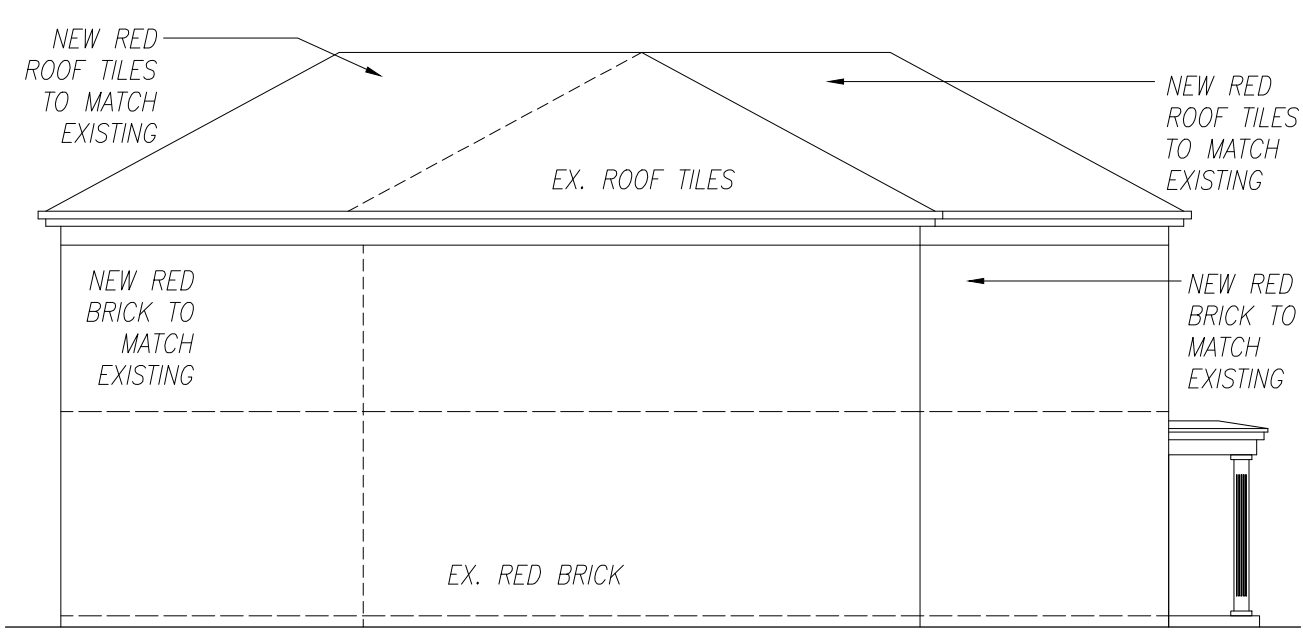 NEW RED
ROOF TILES
TO MATCH
EXISTING
NEW RED
ROOF TILES
TO MATCH
EXISTING
EX. ROOF TILES
NEW RED
BRICK TO
MATCH
EXISTING
NEW RED
BRICK TO
MATCH
EXISTING
EX. RED BRICK